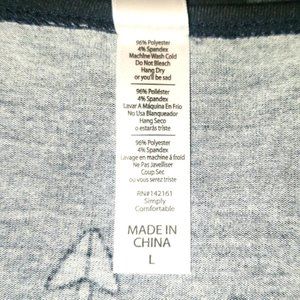 96% Polyester
4% Spandex
Machine Wash Cold
Do Not Bleach
Hang Dry
or you'll be sad
96% Poliéster
4% Spandex
Lavar A Máquina En Frío
No Usa Blanqueador
Hang Seco
o estarás triste
96% Polyester
4% Spandex
Lavage en machine à froid
Ne Pas Javelliser
Coup Sec
ou vous sentez triste
RN#142161
Simply
Comfortable
MADE IN
CHINA
L